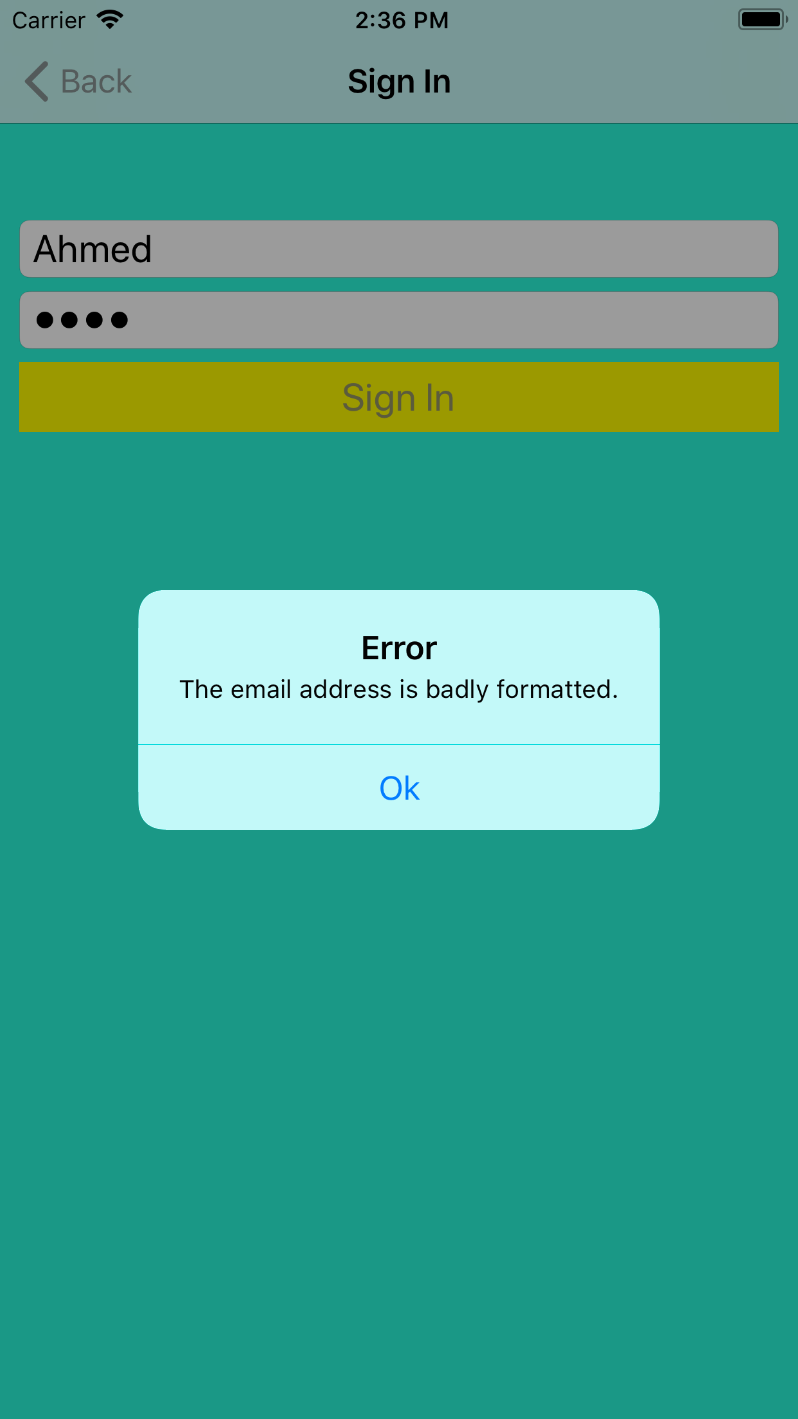 Carrier 2:36 PM
Back Sign In
Ahmed
••••
Sign In
Error
The email address is badly formatted.
Ok